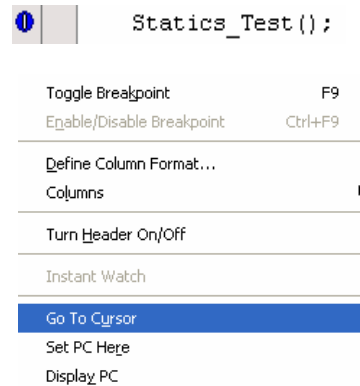 Statics_Test();
Toggle Breakpoint F9
Enable/Disable Breakpoint Ctrl+F9
Define Column Format...
Columns
Turn Header On/Off
Instant Watch
Go To Cursor
Set PC Here
Display PC